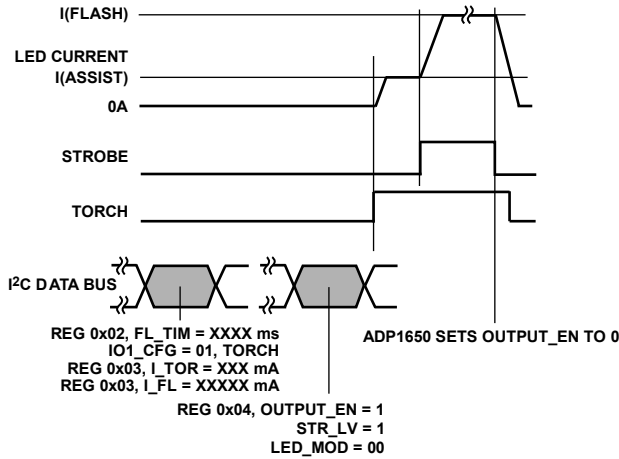 I(FLASH)
LED CURRENT
I(ASSIST)
0A
STROBE
TORCH
I²C DATA BUS
REG 0x02, FL_TIM = XXXX ms
IO1_CFG = 01, TORCH
REG 0x03, I_TOR = XXX mA
REG 0x03, I_FL = XXXXX mA
ADP1650 SETS OUTPUT_EN TO 0
REG 0x04, OUTPUT_EN = 1
STR_LV = 1
LED_MOD = 00